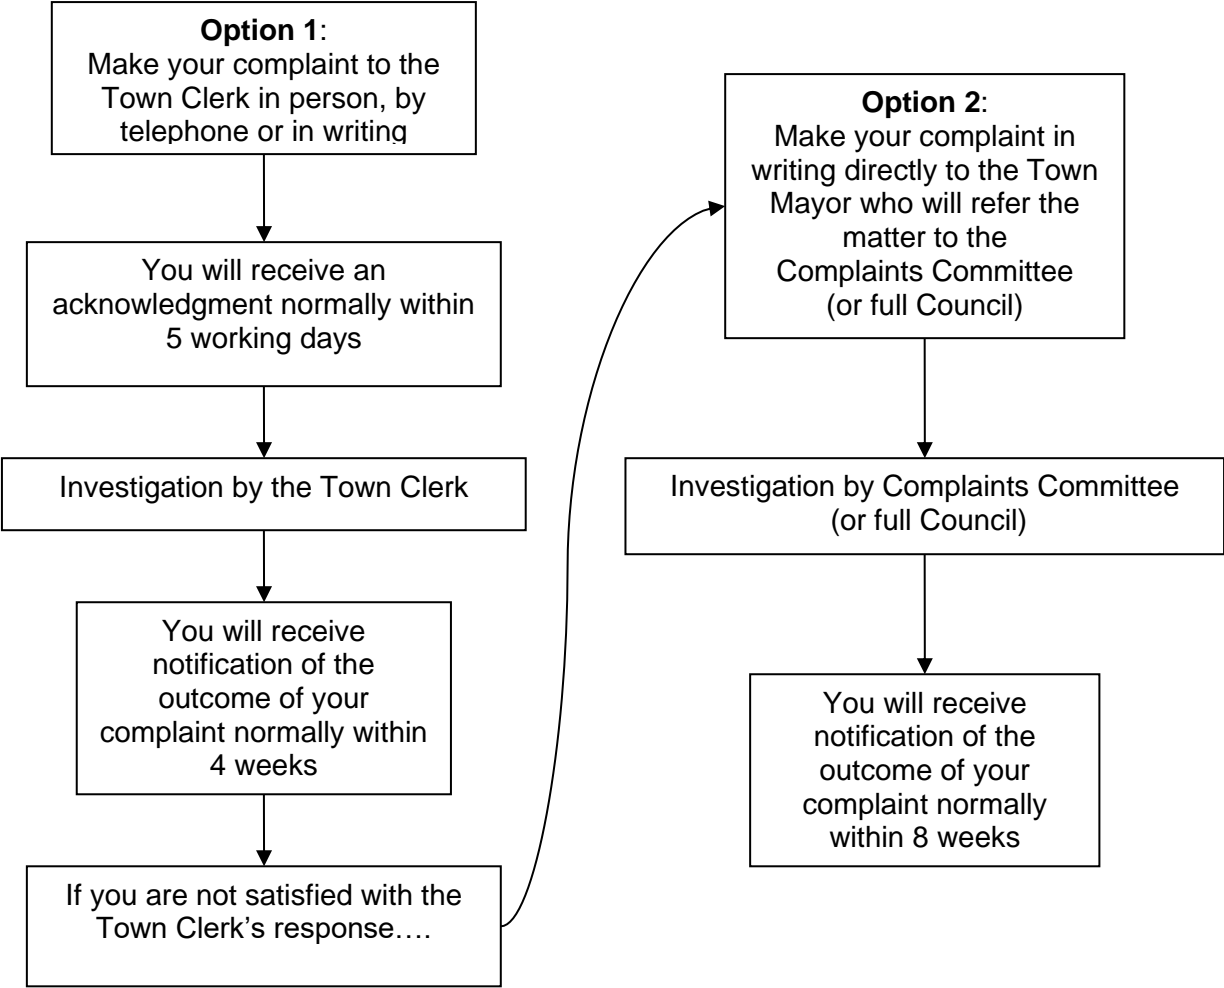 Option 1:
Make your complaint to the
Town Clerk in person, by
telephone or in writing
You will receive an
acknowledgment normally within
5 working days
Investigation by the Town Clerk
You will receive
notification of the
outcome of your
complaint normally within
4 weeks
If you are not satisfied with the
Town Clerk’s response….
Option 2:
Make your complaint in
writing directly to the Town
Mayor who will refer the
matter to the
Complaints Committee
(or full Council)
Investigation by Complaints Committee
(or full Council)
You will receive
notification of the
outcome of your
complaint normally
within 8 weeks